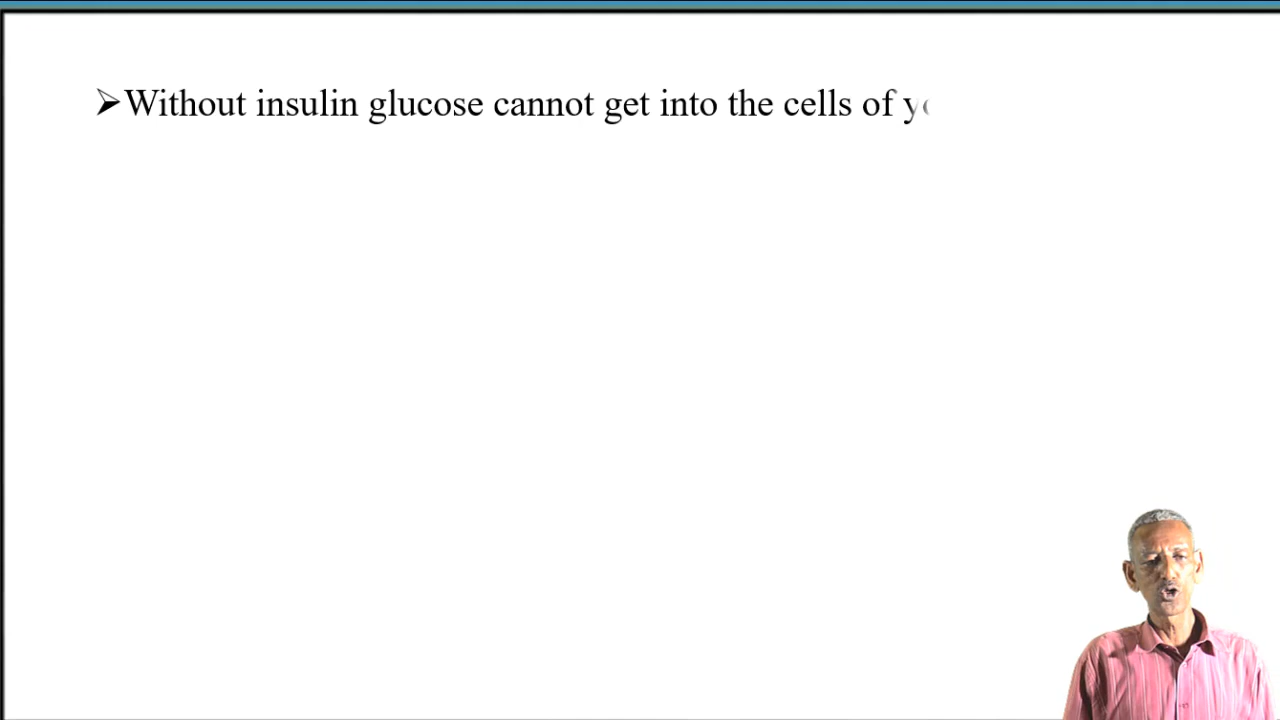 ➢Without insulin glucose cannot get into the cells of